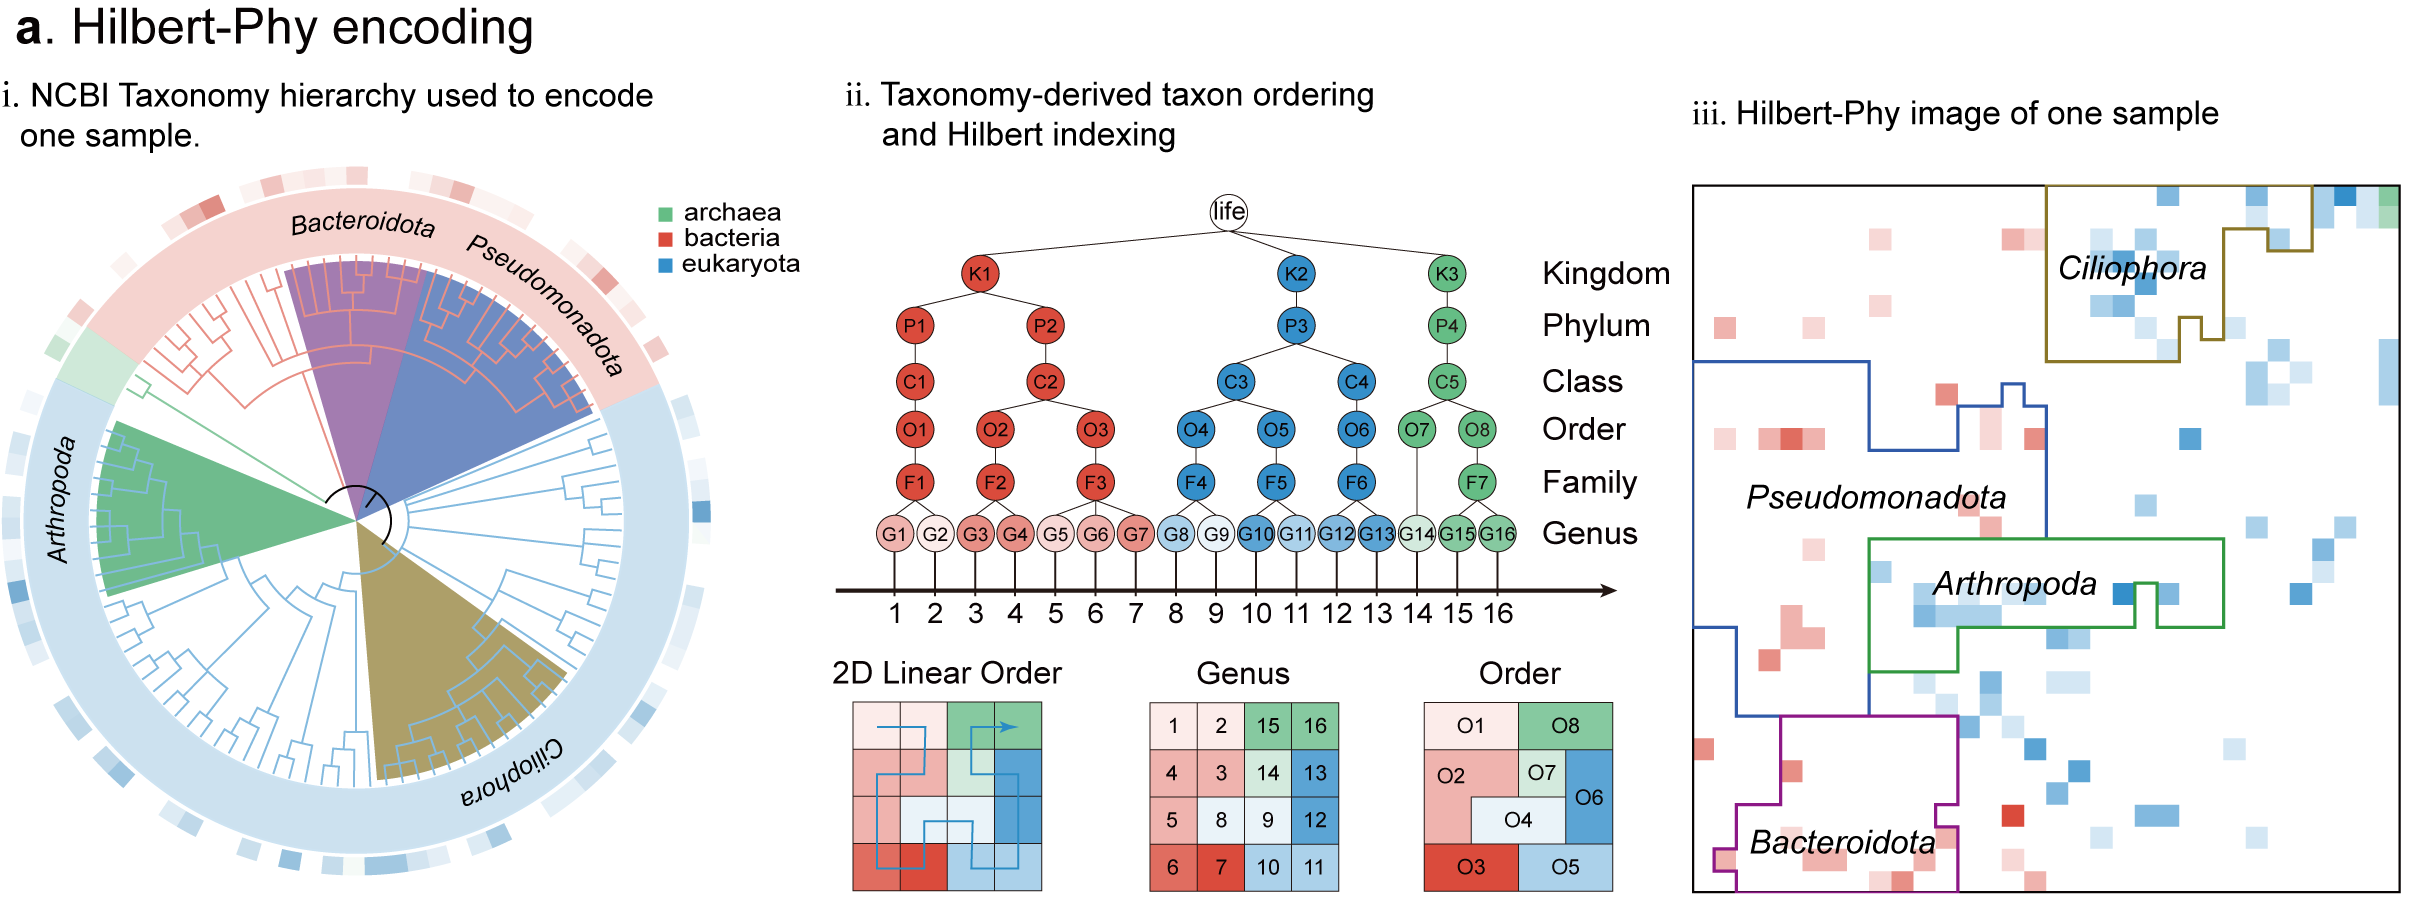 a. Hilbert-Phy encoding
i. NCBI Taxonomy hierarchy used to encode
one sample.
Bacteroidota
Pseudomonadota
Arthropoda
Ciliophora
archaea
bacteria
eukaryota
ii. Taxonomy-derived taxon ordering
and Hilbert indexing
life
K1 K2 K3 Kingdom
P1 P2 P3 P4 Phylum
C1 C2 C3 C4 C5 Class
O1 O2 O3 O4 O5 O6 O7 O8 Order
F1 F2 F3 F4 F5 F6 F7 Family
G1 G2 G3 G4 G5 G6 G7 G8 G9 G10 G11 G12 G13 G14 G15 G16 Genus
1 2 3 4 5 6 7 8 9 10 11 12 13 14 15 16
2D Linear Order
Genus
1 2 15 16
4 3 14 13
5 8 9 12
6 7 10 11
Order
O1 O8
O2 O7
O6
O4
O3 O5
iii. Hilbert-Phy image of one sample
Ciliophora
Pseudomonadota
Arthropoda
Bacteroidota